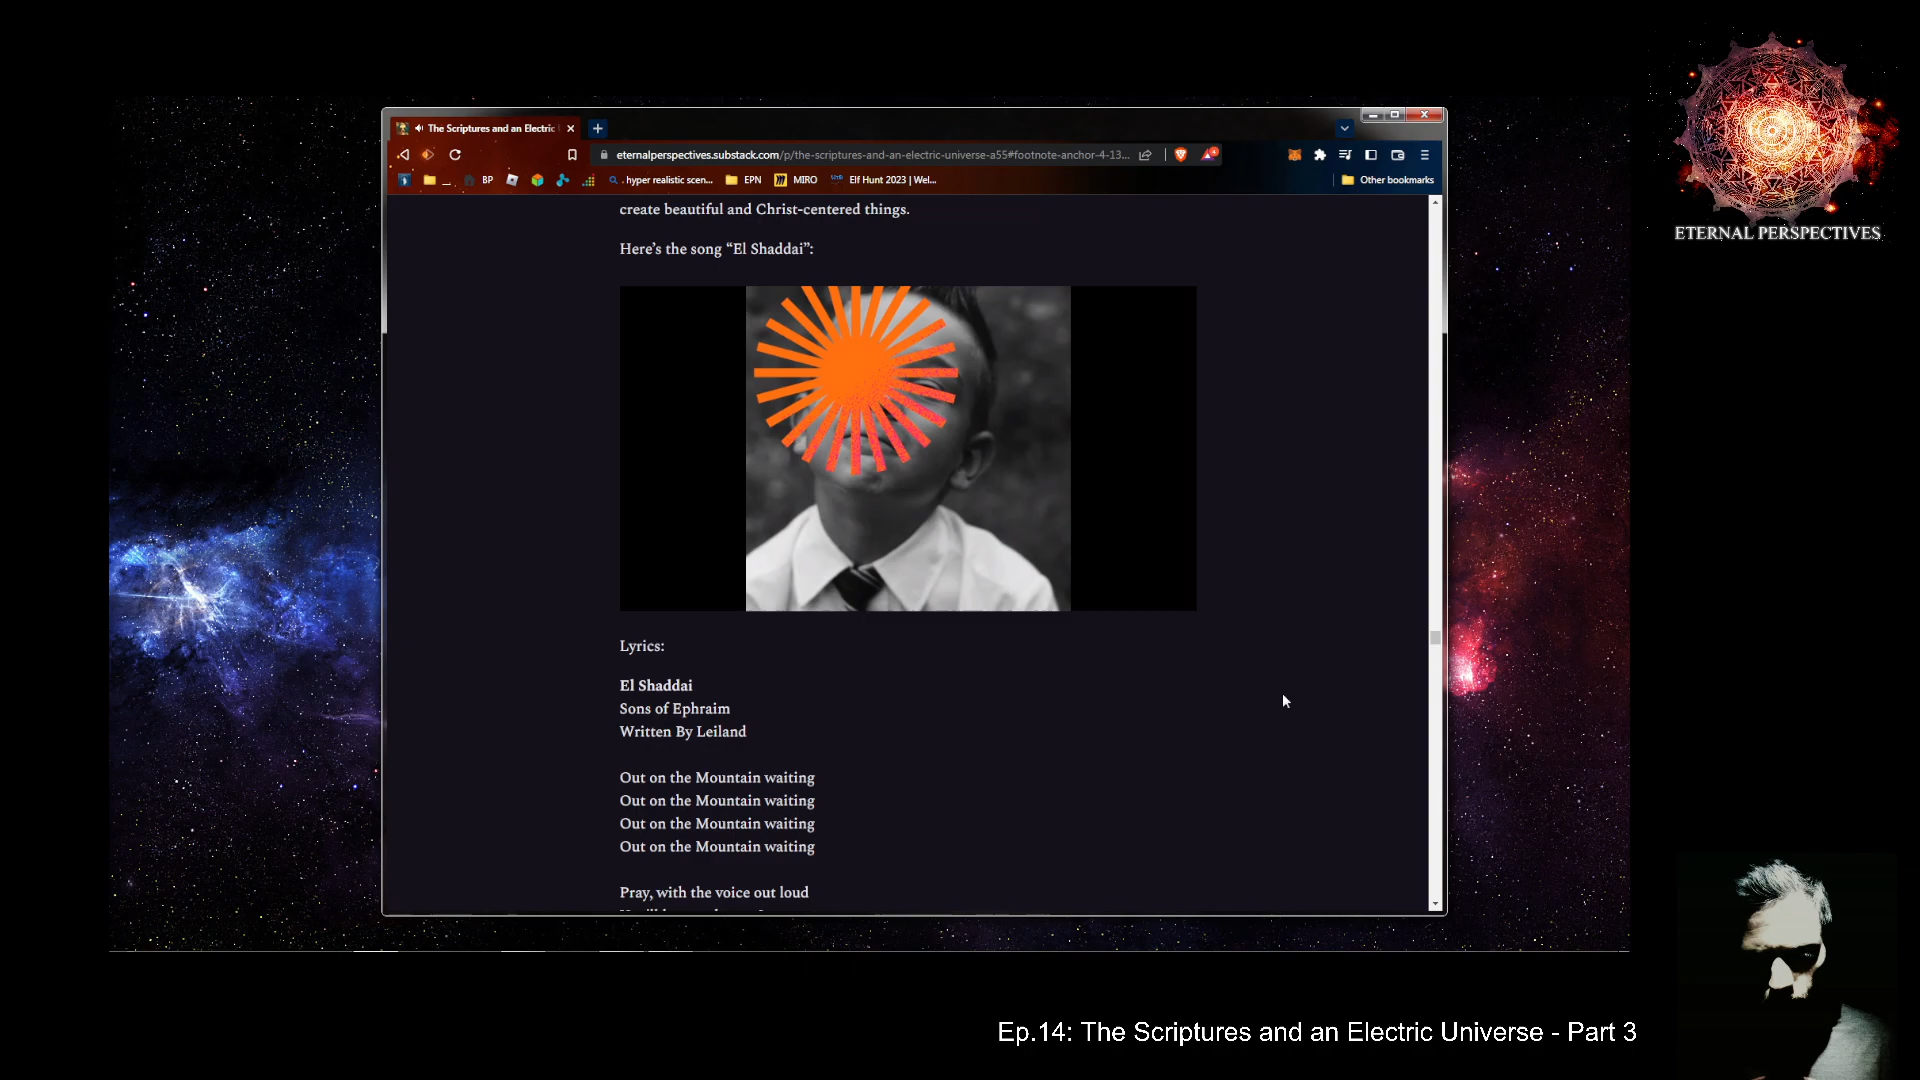 The Scriptures and an Electric
eternalperspectives.substack.com/p/the-scriptures-and-an-electric-universe-a55#footnote-anchor-4-13...
BP
. hyper realistic scen...
EPN
MIRO
Elf Hunt 2023 | Wel...
Other bookmarks
ETERNAL PERSPECTIVES
create beautiful and Christ-centered things.
Here's the song “El Shaddai”:
Lyrics:
El Shaddai
Sons of Ephraim
Written By Leiland
Out on the Mountain waiting
Out on the Mountain waiting
Out on the Mountain waiting
Out on the Mountain waiting
Pray, with the voice out loud
Ep.14: The Scriptures and an Electric Universe - Part 3